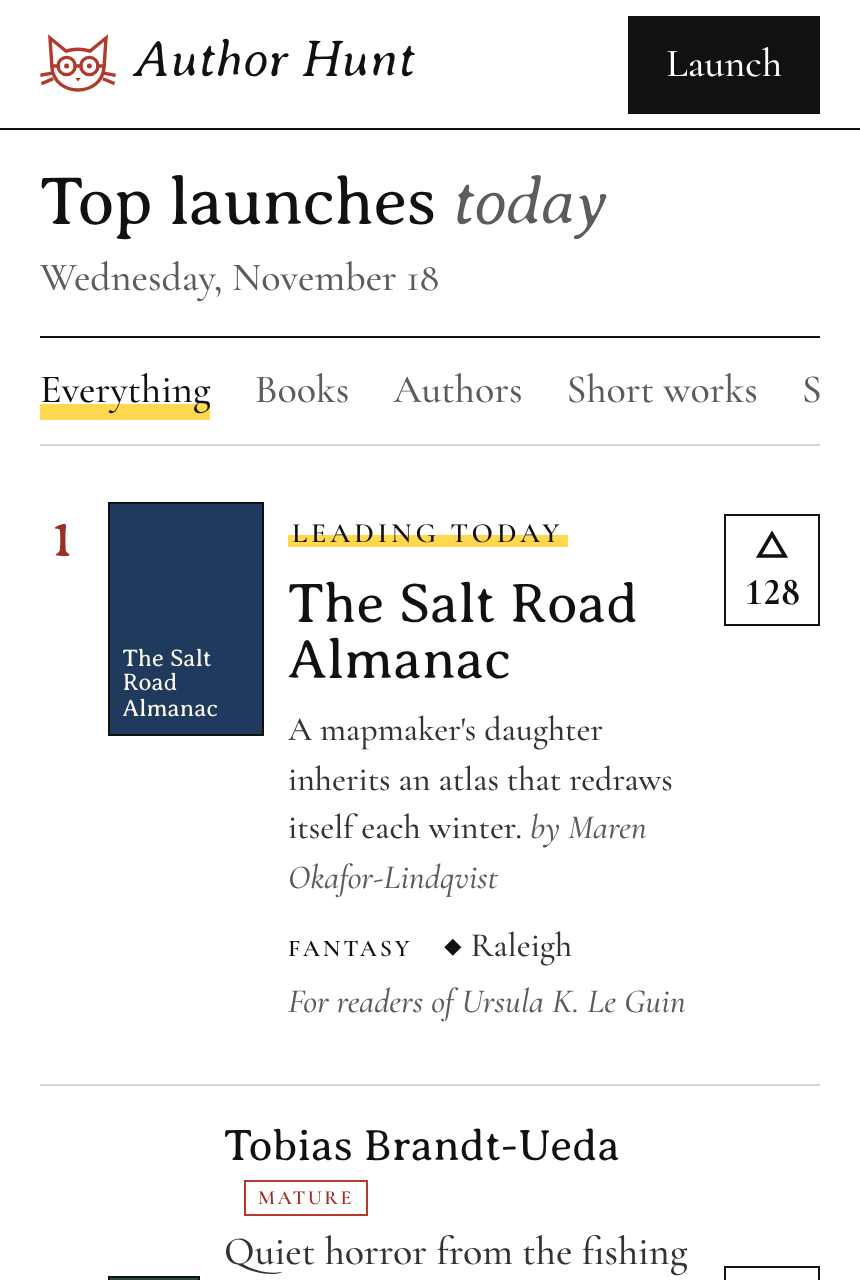 Author Hunt
Launch
Top launches today
Wednesday, November 18
Everything Books Authors Short works S
1
The Salt
Road
Almanac
LEADING TODAY
The Salt Road
Almanac
A mapmaker's daughter
inherits an atlas that redraws
itself each winter. by Maren
Okafor-Lindqvist
FANTASY ◆ Raleigh
For readers of Ursula K. Le Guin
△
128
Tobias Brandt-Ueda
MATURE
Quiet horror from the fishing